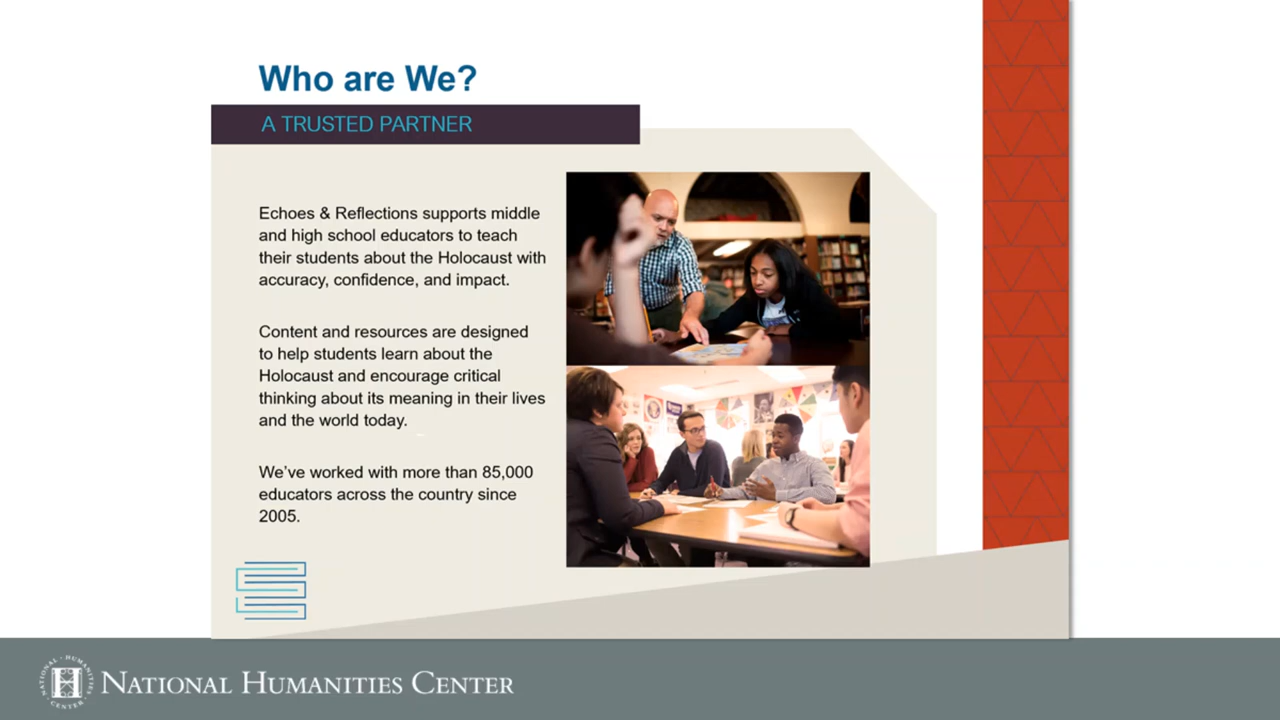 Who are We?
A TRUSTED PARTNER
Echoes & Reflections supports middle
and high school educators to teach
their students about the Holocaust with
accuracy, confidence, and impact.
Content and resources are designed
to help students learn about the
Holocaust and encourage critical
thinking about its meaning in their lives
and the world today.
We've worked with more than 85,000
educators across the country since
2005.
NATIONAL · HUMANITIES · CENTER
NATIONAL HUMANITIES CENTER